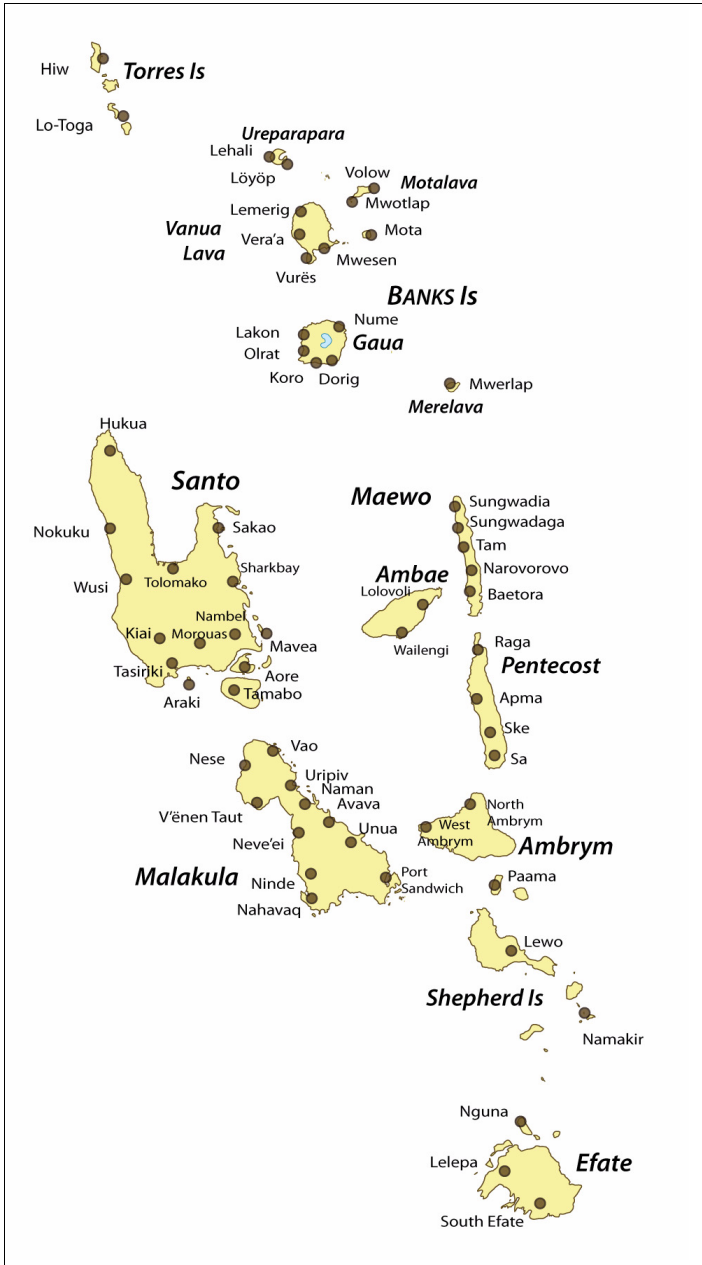 Hiw
Torres Is
Lo-Toga
Ureparapara
Lehali
Löyöp
Volow
Motalava
Mwotlap
Lemerig
Vanua
Lava
Vera’a
Mota
Mwesen
Vurës
BANKS Is
Nume
Lakon
Gaua
Olrat
Koro
Dorig
Mwerlap
Merelava
Hukua
Santo
Maewo
Sungwadia
Sungwadaga
Nokuku
Sakao
Tam
Sharkbay
Ambae
Narovorovo
Tolomako
Wusi
Lolovoli
Baetora
Nambel
Kiai
Morouas
Mavea
Wailengi
Raga
Pentecost
Tasiriki
Aore
Araki
Tamabo
Apma
Ske
Sa
Vao
Nese
Uripiv
Naman
V’ënen Taut
Avava
North
Ambrym
Unua
West
Ambrym
Neve’ei
Ambrym
Malakula
Ninde
Port
Sandwich
Paama
Nahavaq
Lewo
Shepherd Is
Namakir
Nguna
Lelepa
Efate
South Efate